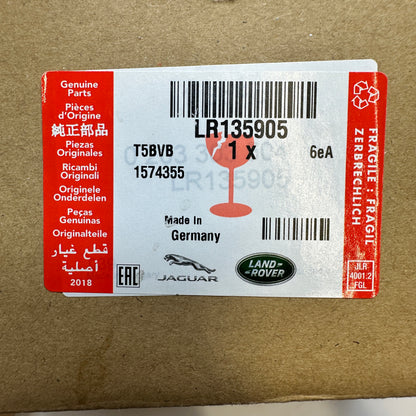 Genuine
Parts
Pièces
d'Origine
純正部品
Piezas
Originales
Ricambi
Originali
Originele
Onderdelen
Peças
Genuinas
Originalteile
قطع غيار
أصلية
2018
LR135905
T5BVB
1 x
6eA
1574355
LR135905
Made In
Germany
EAC
JAGUAR
LAND-
ROVER
FRAGILE : FRAGIL
ZERBRECHLICH
JLR
4001.2
FGL